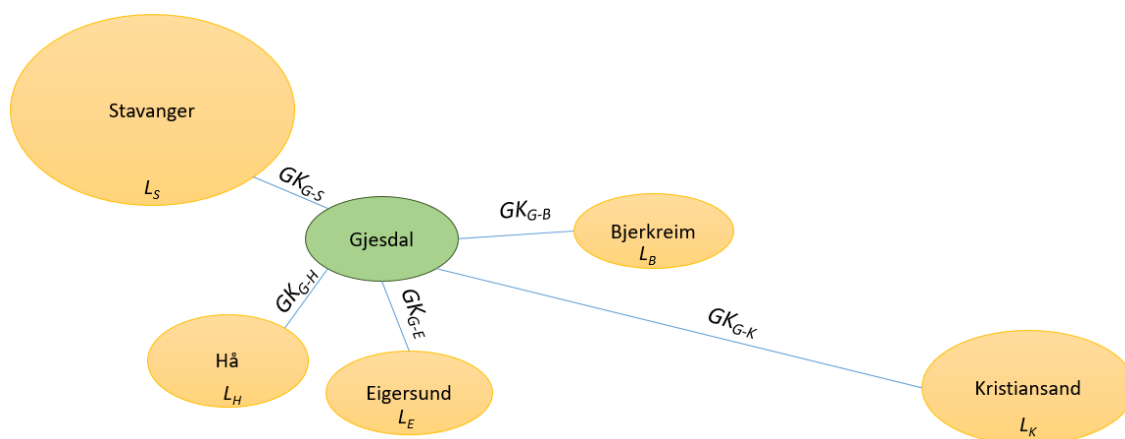 Stavanger
L_S
GK_G-S
Gjesdal
GK_G-B
Bjerkreim
L_B
GK_G-H
GK_G-E
GK_G-K
Hå
L_H
Eigersund
L_E
Kristiansand
L_K